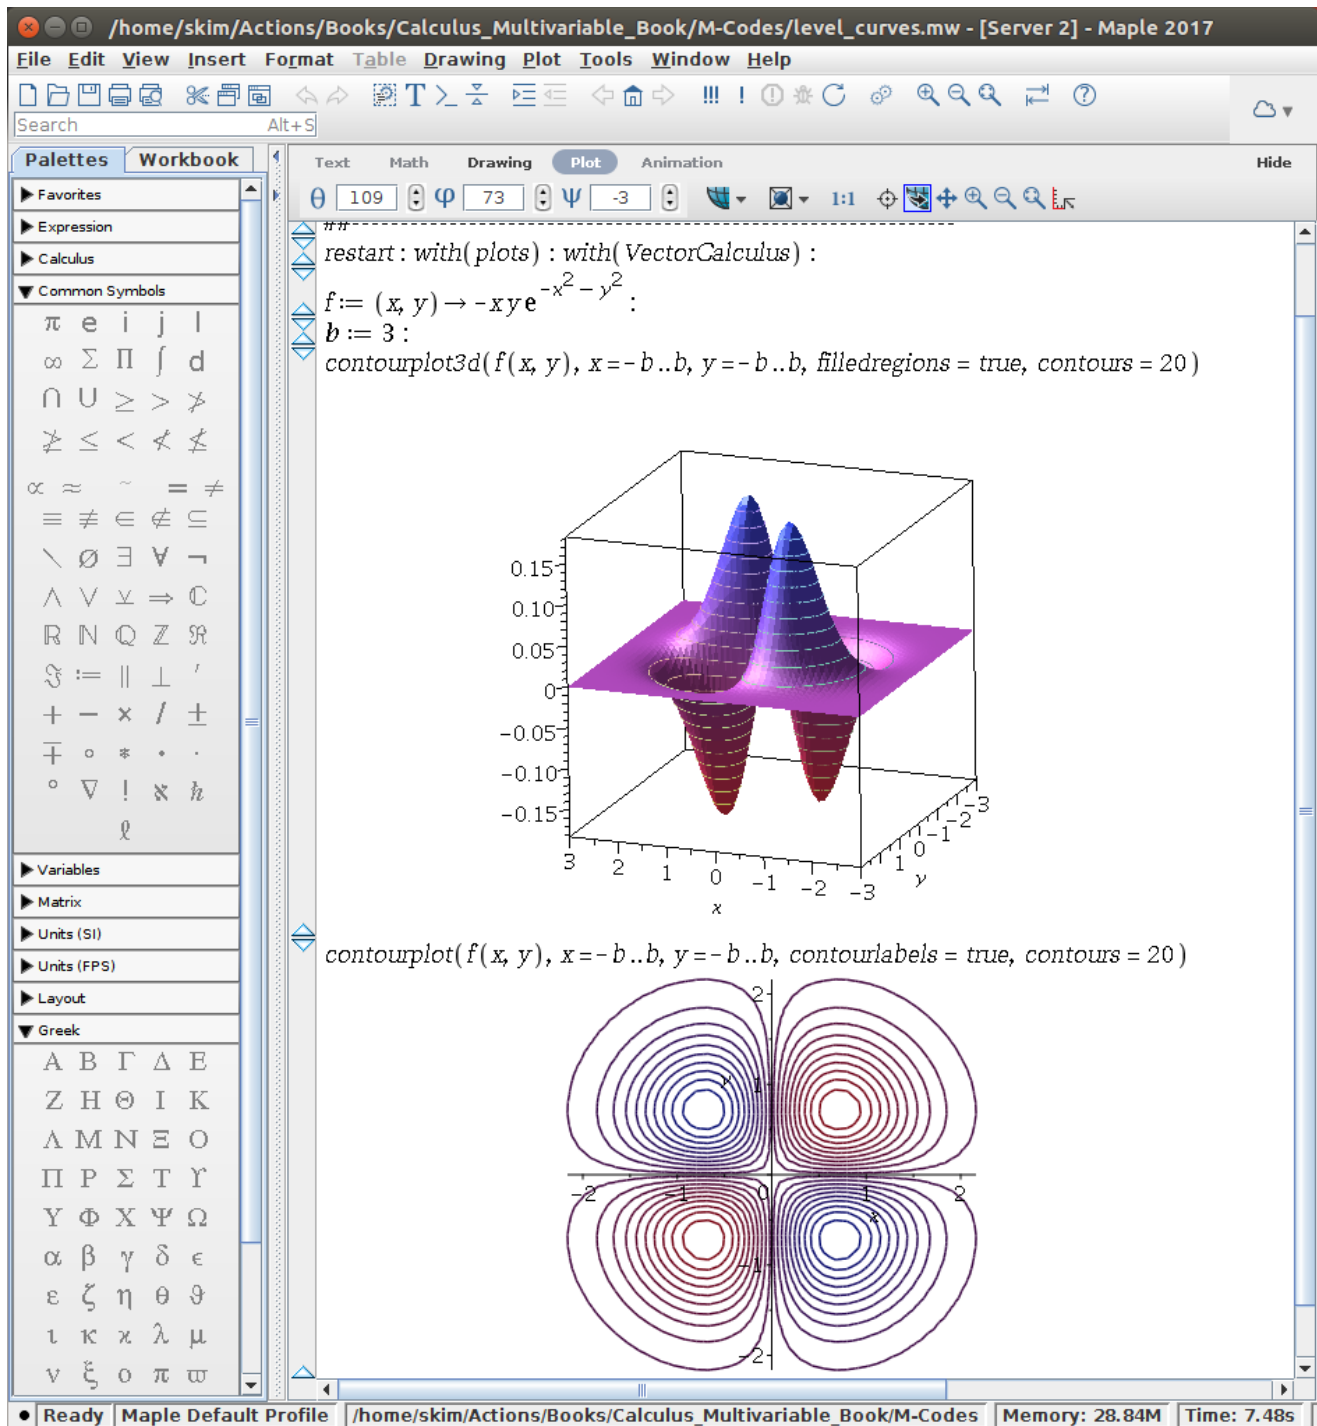 /home/skim/Actions/Books/Calculus_Multivariable_Book/M-Codes/level_curves.mw - [Server 2] - Maple 2017
File Edit View Insert Format Table Drawing Plot Tools Window Help
Search Alt+S
Palettes Workbook
Text Math Drawing Plot Animation Hide
θ 109 φ 73 ψ -3 1:1
Favorites
Expression
Calculus
Common Symbols
π e i j I
∞ Σ Π ∫ d
∩ ∪ ≥ > ≯
≱ ≤ < ≮ ≰
∝ ≈ ~ = ≠
≡ ≢ ∈ ∉ ⊆
\ Ø ∃ ∀ ¬
∧ ∨ ⊻ ⇒ ℂ
ℝ ℕ ℚ ℤ ℜ
ℑ := ∥ ⊥ ′
+ − × / ±
∓ ∘ * • ·
° ∇ ! ℵ ℏ
ℓ
Variables
Matrix
Units (SI)
Units (FPS)
Layout
Greek
Α Β Γ Δ Ε
Ζ Η Θ Ι Κ
Λ Μ Ν Ξ Ο
Π Ρ Σ Τ ϒ
Υ Φ Χ Ψ Ω
α β γ δ ϵ
ε ζ η θ ϑ
ι κ ϰ λ μ
ν ξ ο π ϖ
##------------------------------------------------------------
restart : with(plots) : with(VectorCalculus) :
f := (x, y) → -x y e^(-x² - y²) :
b := 3 :
contourplot3d(f(x, y), x = -b..b, y = -b..b, filledregions = true, contours = 20)
0.15
0.10
0.05
0
-0.05
-0.10
-0.15
3 2 1 0 -1 -2 -3
x
1 0 -1 -2 -3
y
contourplot(f(x, y), x = -b..b, y = -b..b, contourlabels = true, contours = 20)
2
y 1
-2 -1 0 1 2
x
-1
-2
Ready Maple Default Profile /home/skim/Actions/Books/Calculus_Multivariable_Book/M-Codes Memory: 28.84M Time: 7.48s